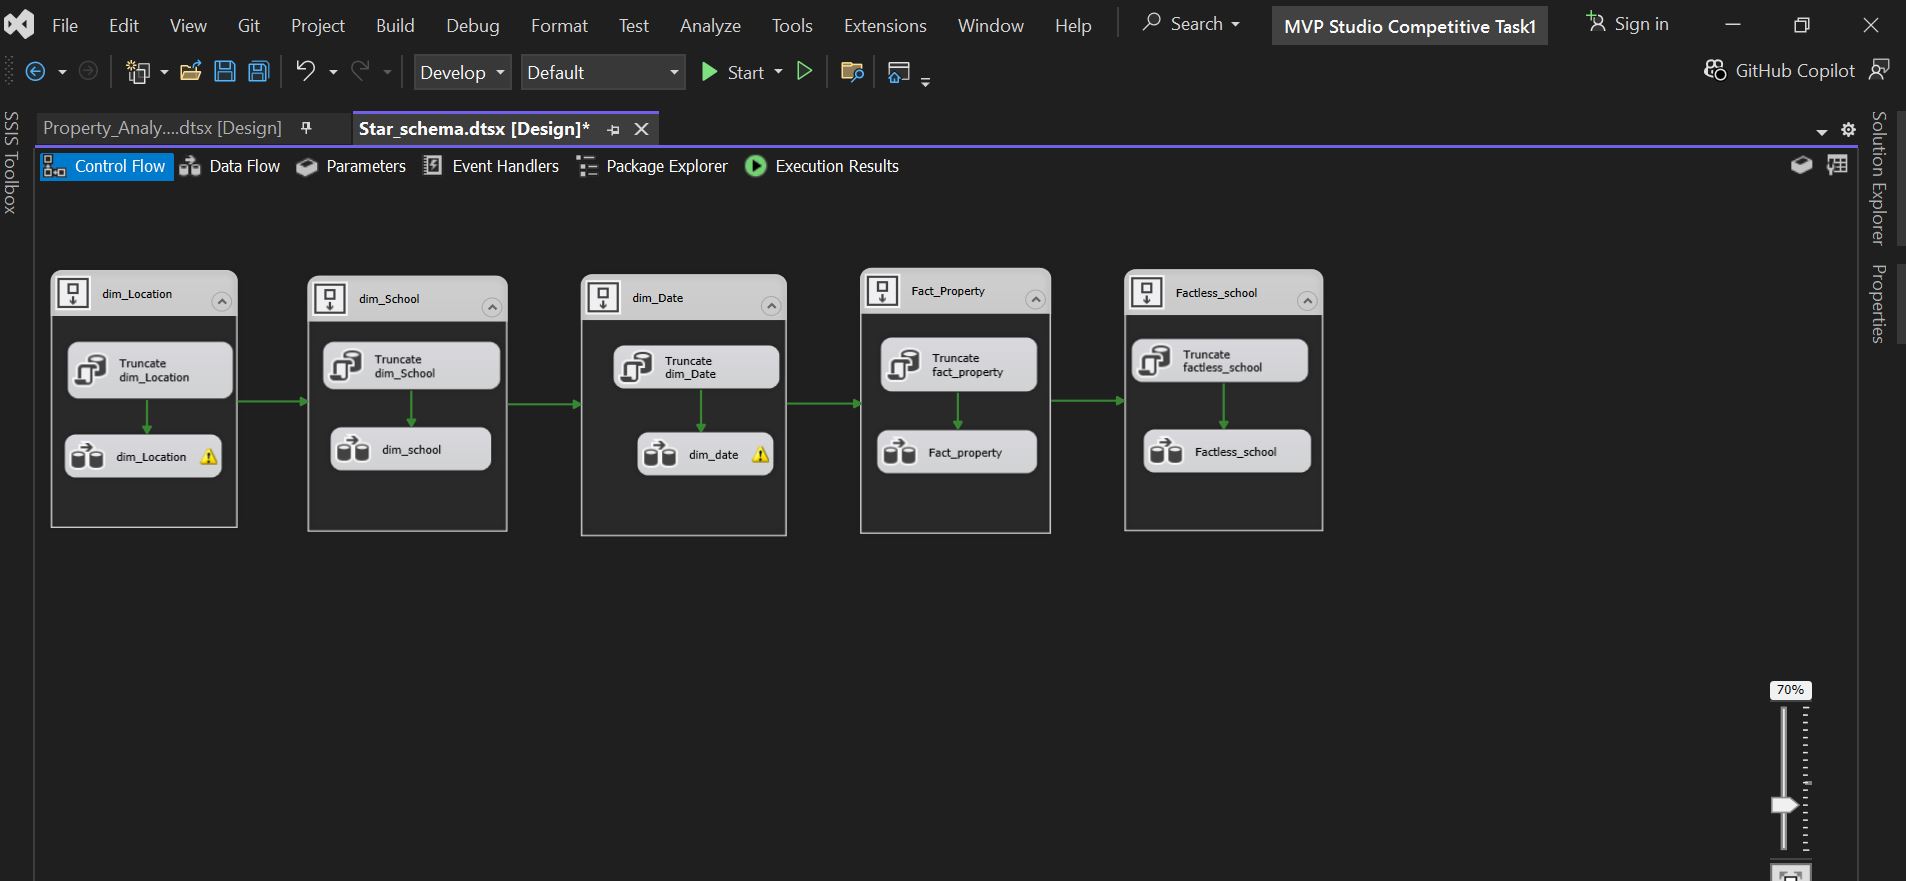 File Edit View Git Project Build Debug Format Test Analyze Tools Extensions Window Help Search MVP Studio Competitive Task1 Sign in
Develop Default Start GitHub Copilot
SSIS Toolbox
Property_Analy....dtsx [Design] Star_schema.dtsx [Design]*
Solution Explorer
Properties
Control Flow Data Flow Parameters Event Handlers Package Explorer Execution Results
dim_Location
Truncate
dim_Location
dim_Location
dim_School
Truncate
dim_School
dim_school
dim_Date
Truncate
dim_Date
dim_date
Fact_Property
Truncate
fact_property
Fact_property
Factless_school
Truncate
factless_school
Factless_school
70%